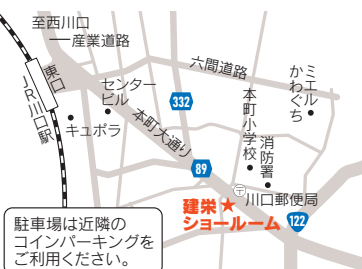 至西川口
産業道路
東口
JR川口駅
センター
ビル
キュポラ
332
六間道路
ミエル
かわぐち
本町大通り
本町小学校
消防署
89
〒
川口郵便局
建栄★
ショールーム
122
駐車場は近隣の
コインパーキングを
ご利用ください。